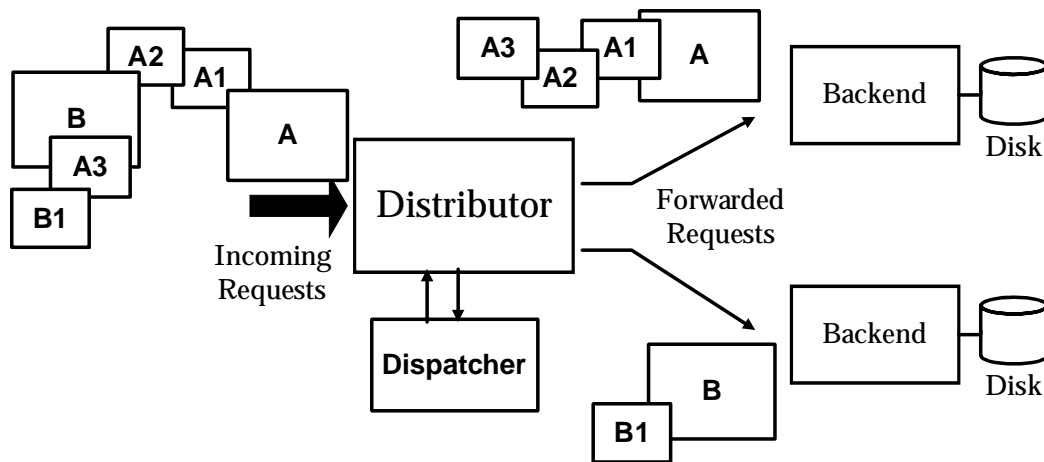 A2
A1
B
A
A3
B1
Incoming
Requests
Distributor
Dispatcher
A3
A1
A
A2
Forwarded
Requests
Backend
Disk
Backend
Disk
B
B1